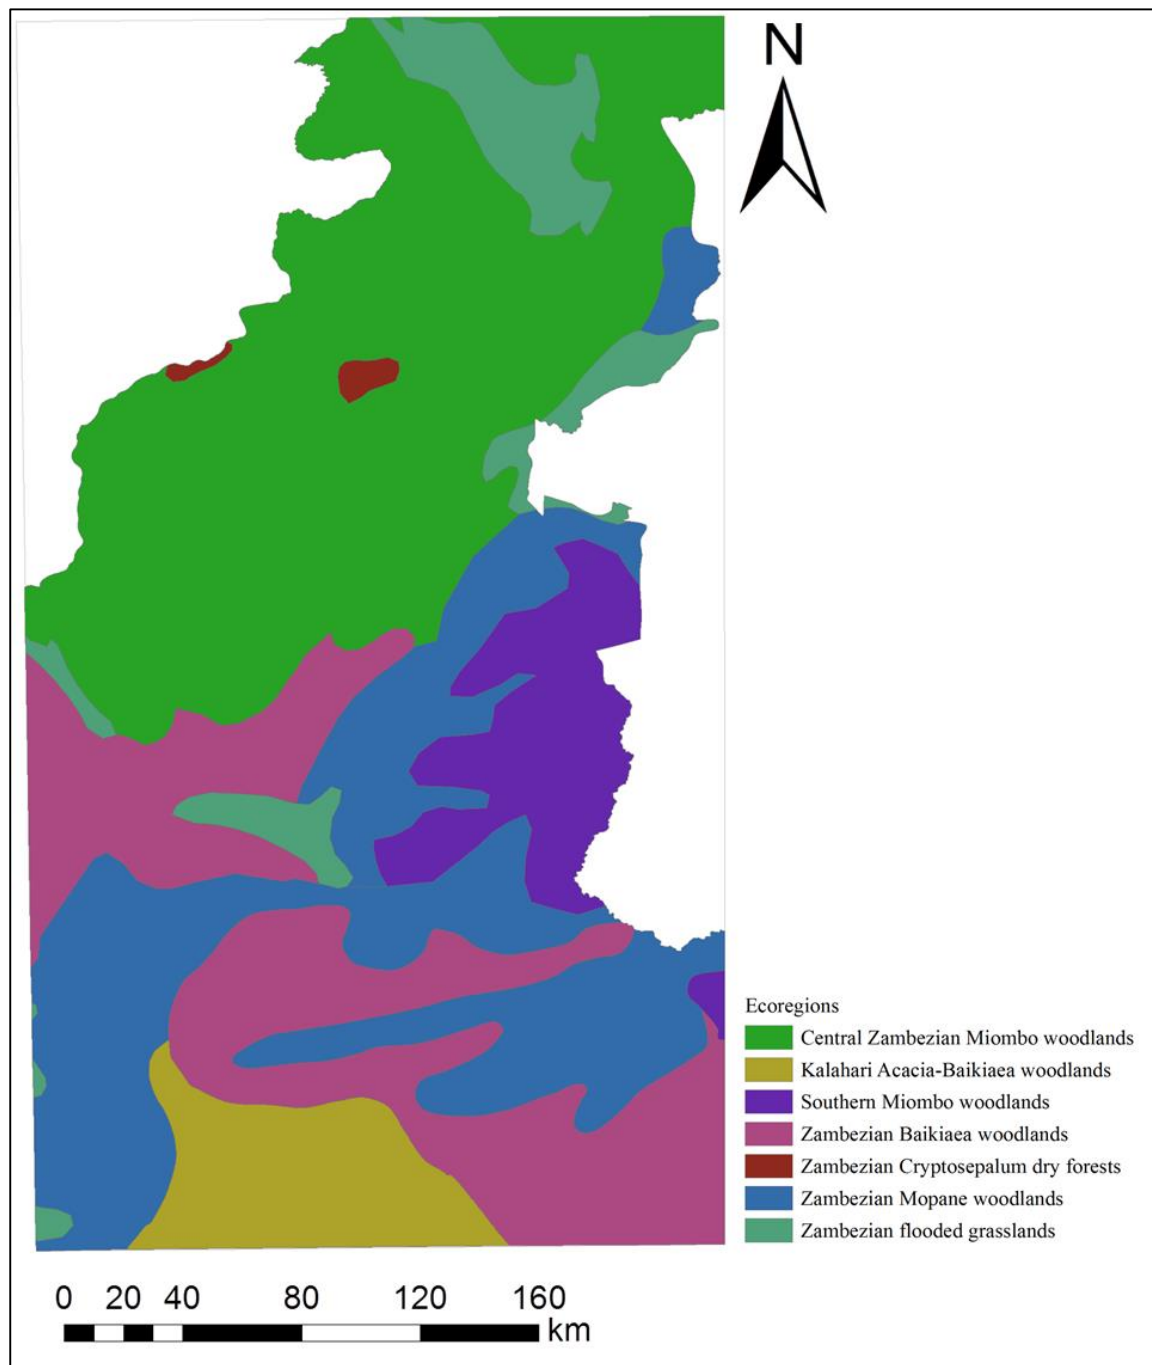 N
Ecoregions
Central Zambezian Miombo woodlands
Kalahari Acacia-Baikiaea woodlands
Southern Miombo woodlands
Zambezian Baikiaea woodlands
Zambezian Cryptosepalum dry forests
Zambezian Mopane woodlands
Zambezian flooded grasslands
0 20 40 80 120 160
km